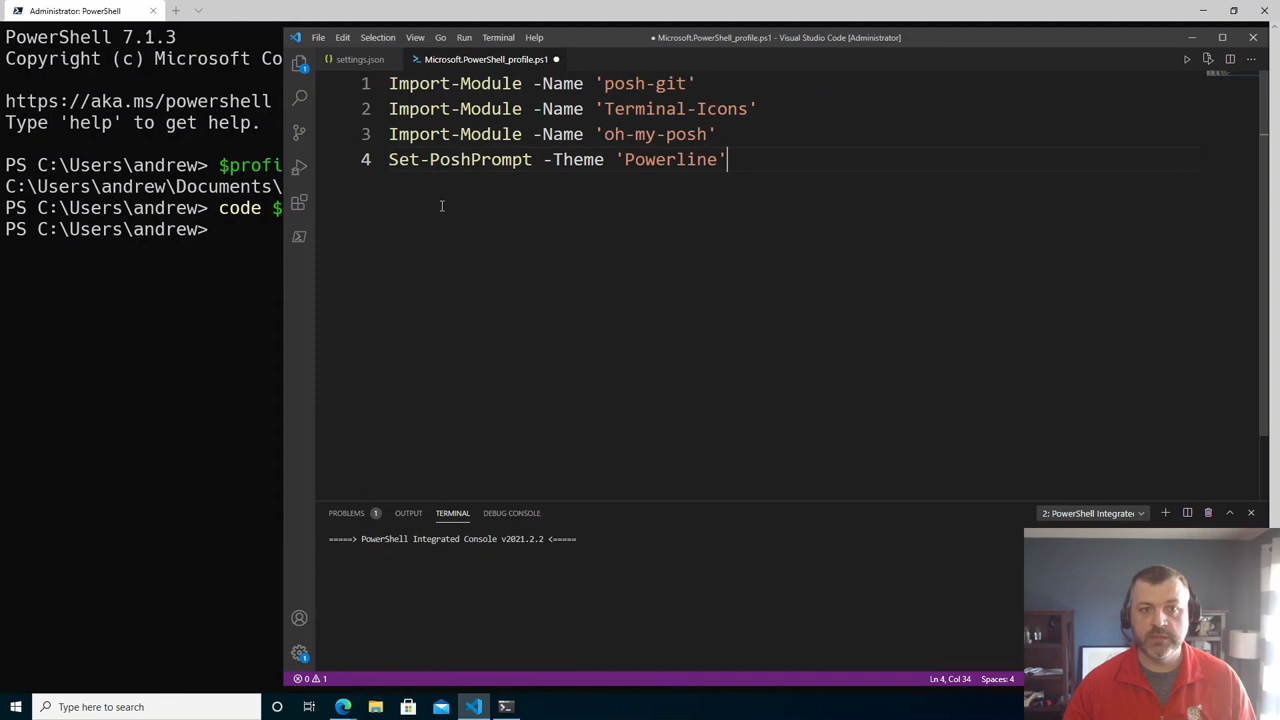 Administrator: PowerShell
PowerShell 7.1.3
Copyright (c) Microsoft Co
https://aka.ms/powershell
Type 'help' to get help.
PS C:\Users\andrew> $profi
C:\Users\andrew\Documents\
PS C:\Users\andrew> code $
PS C:\Users\andrew>
File Edit Selection View Go Run Terminal Help
● Microsoft.PowerShell_profile.ps1 - Visual Studio Code [Administrator]
settings.json
Microsoft.PowerShell_profile.ps1
1 Import-Module -Name 'posh-git'
2 Import-Module -Name 'Terminal-Icons'
3 Import-Module -Name 'oh-my-posh'
4 Set-PoshPrompt -Theme 'Powerline'
PROBLEMS 1 OUTPUT TERMINAL DEBUG CONSOLE
2: PowerShell Integrate
=====> PowerShell Integrated Console v2021.2.2 <=====
1
1
0 1
Ln 4, Col 34 Spaces: 4
Type here to search